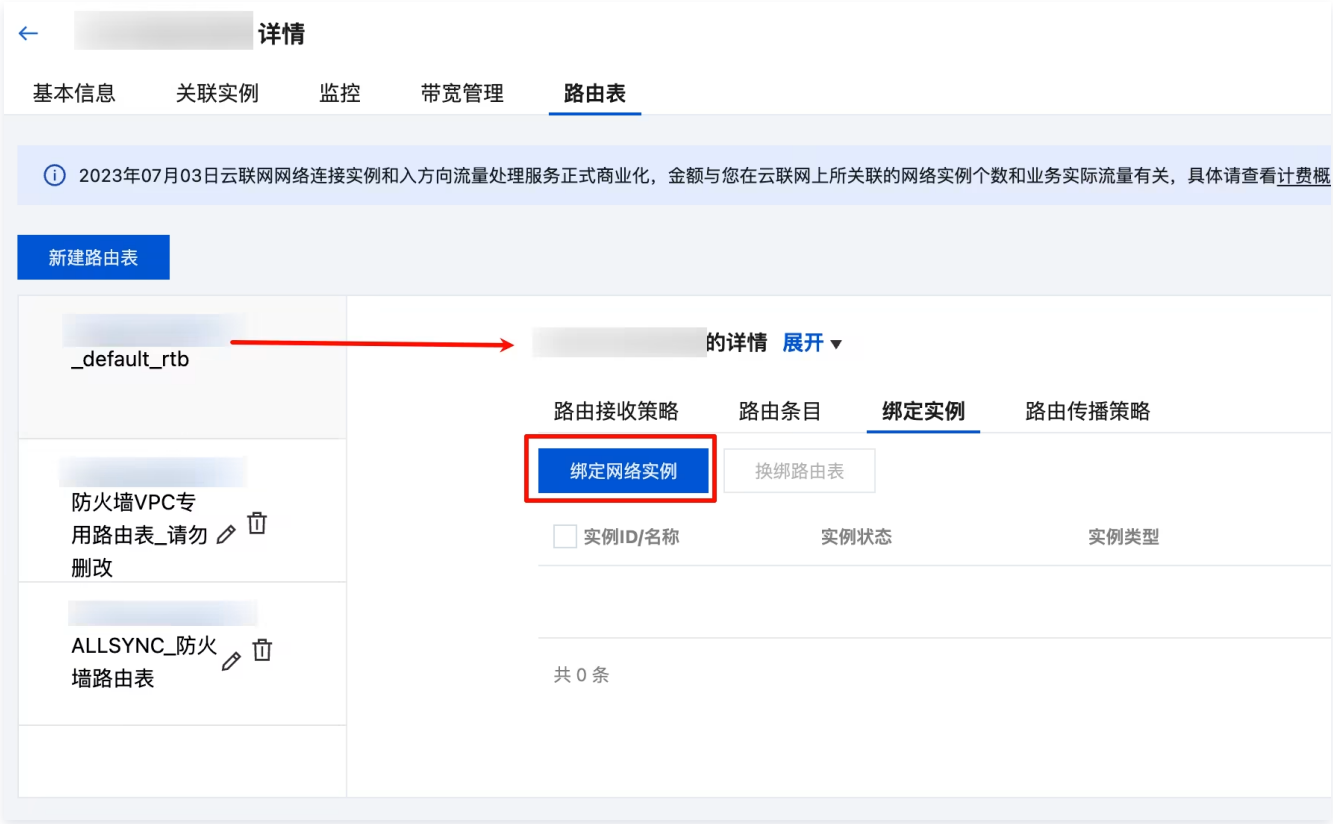 详情
基本信息 关联实例 监控 带宽管理 路由表
2023年07月03日云联网网络连接实例和入方向流量处理服务正式商业化，金额与您在云联网上所关联的网络实例个数和业务实际流量有关，具体请查看计费概
新建路由表
_default_rtb
防火墙VPC专
用路由表_请勿
删改
ALLSYNC_防火
墙路由表
的详情 展开
路由接收策略 路由条目 绑定实例 路由传播策略
绑定网络实例 换绑路由表
实例ID/名称 实例状态 实例类型
共 0 条